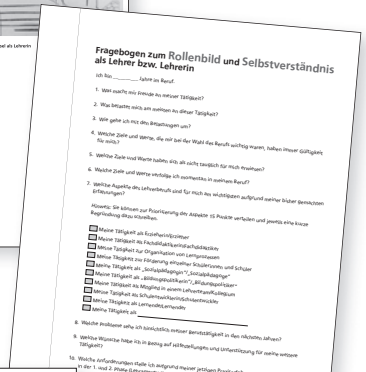 sel als Lehrerin
Fragebogen zum Rollenbild und Selbstverständnis
als Lehrer bzw. Lehrerin
Ich bin ________ Jahre im Beruf.
1. Was macht mir Freude an meiner Tätigkeit?
2. Was belastet mich am meisten an dieser Tätigkeit?
3. Wie gehe ich mit den Belastungen um?
4. Welche Ziele und Werte, die mir bei der Wahl des Berufs wichtig waren, haben immer Gültigkeit
für mich?
5. Welche Ziele und Werte haben sich als nicht tauglich für mich erwiesen?
6. Welche Ziele und Werte verfolge ich momentan in meinem Beruf?
7. Welche Aspekte des Lehrerberufs sind für mich am wichtigsten aufgrund meiner bisher gemachten
Erfahrungen?
Hinweis: Sie können zur Priorisierung der Aspekte 15 Punkte verteilen und jeweils eine kurze
Begründung dazu schreiben.
Meine Tätigkeit als Erzieherin/Erzieher
Meine Tätigkeit als Fachdidaktikerin/Fachdidaktiker
Meine Tätigkeit zur Organisation von Lernprozessen
Meine Tätigkeit zur Förderung einzelner Schülerinnen und Schüler
Meine Tätigkeit als „Sozialpädagogin“/„Sozialpädagoge“
Meine Tätigkeit als „Bildungspolitikerin“/„Bildungspolitiker“
Meine Tätigkeit als Mitglied in einem Lehrerteam/Kollegium
Meine Tätigkeit als Schulentwicklerin/Schulentwickler
Meine Tätigkeit als Lernende/Lernender
Meine Tätigkeit als ________
8. Welche Probleme sehe ich hinsichtlich meiner Berufstätigkeit in den nächsten Jahren?
9. Welche Wünsche habe ich in Bezug auf Hilfestellungen und Unterstützung für meine weitere
Tätigkeit?
10. Welche Anforderungen stelle ich aufgrund meiner jetzigen
in der 1. und 2. Phase